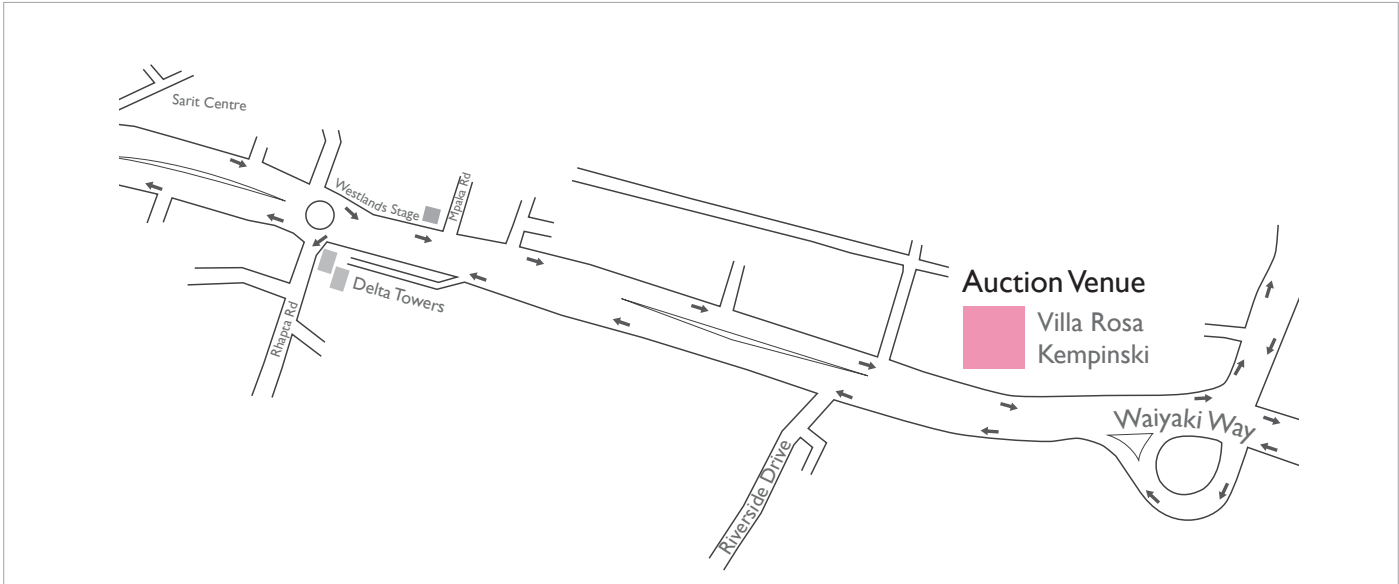 Sarit Centre
Westlands Stage
Mpaka Rd
Delta Towers
Rhapta Rd
Auction Venue
Villa Rosa
Kempinski
Waiyaki Way
Riverside Drive